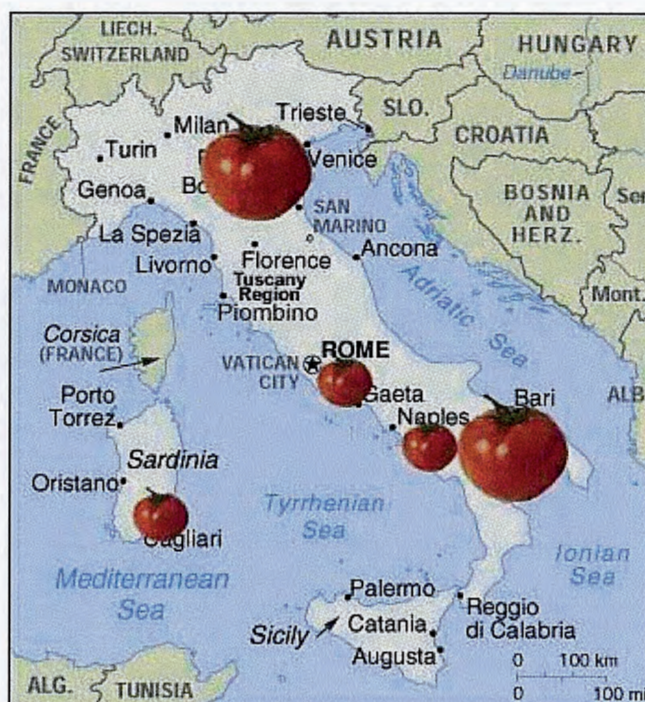 LIECH.
AUSTRIA
HUNGARY
SWITZERLAND
Danube
Trieste
SLO.
Milan
CROATIA
FRANCE
Turin
Venice
Genoa
BOSNIA
AND
HERZ.
SAN
MARINO
La Spezia
Livorno
Florence
Ancona
Tuscany
Region
MONACO
Piombino
Adriatic Sea
Mont.
Corsica
(FRANCE)
ROME
VATICAN
CITY
Porto
Torrez
Gaeta
Bari
Naples
Sardinia
Oristano
Tyrrhenian
Sea
Cagliari
Ionian
Sea
Mediterranean
Sea
Palermo
Reggio
di Calabria
Sicily
Catania
Augusta
0 100 km
0 100 mi
ALG.
TUNISIA